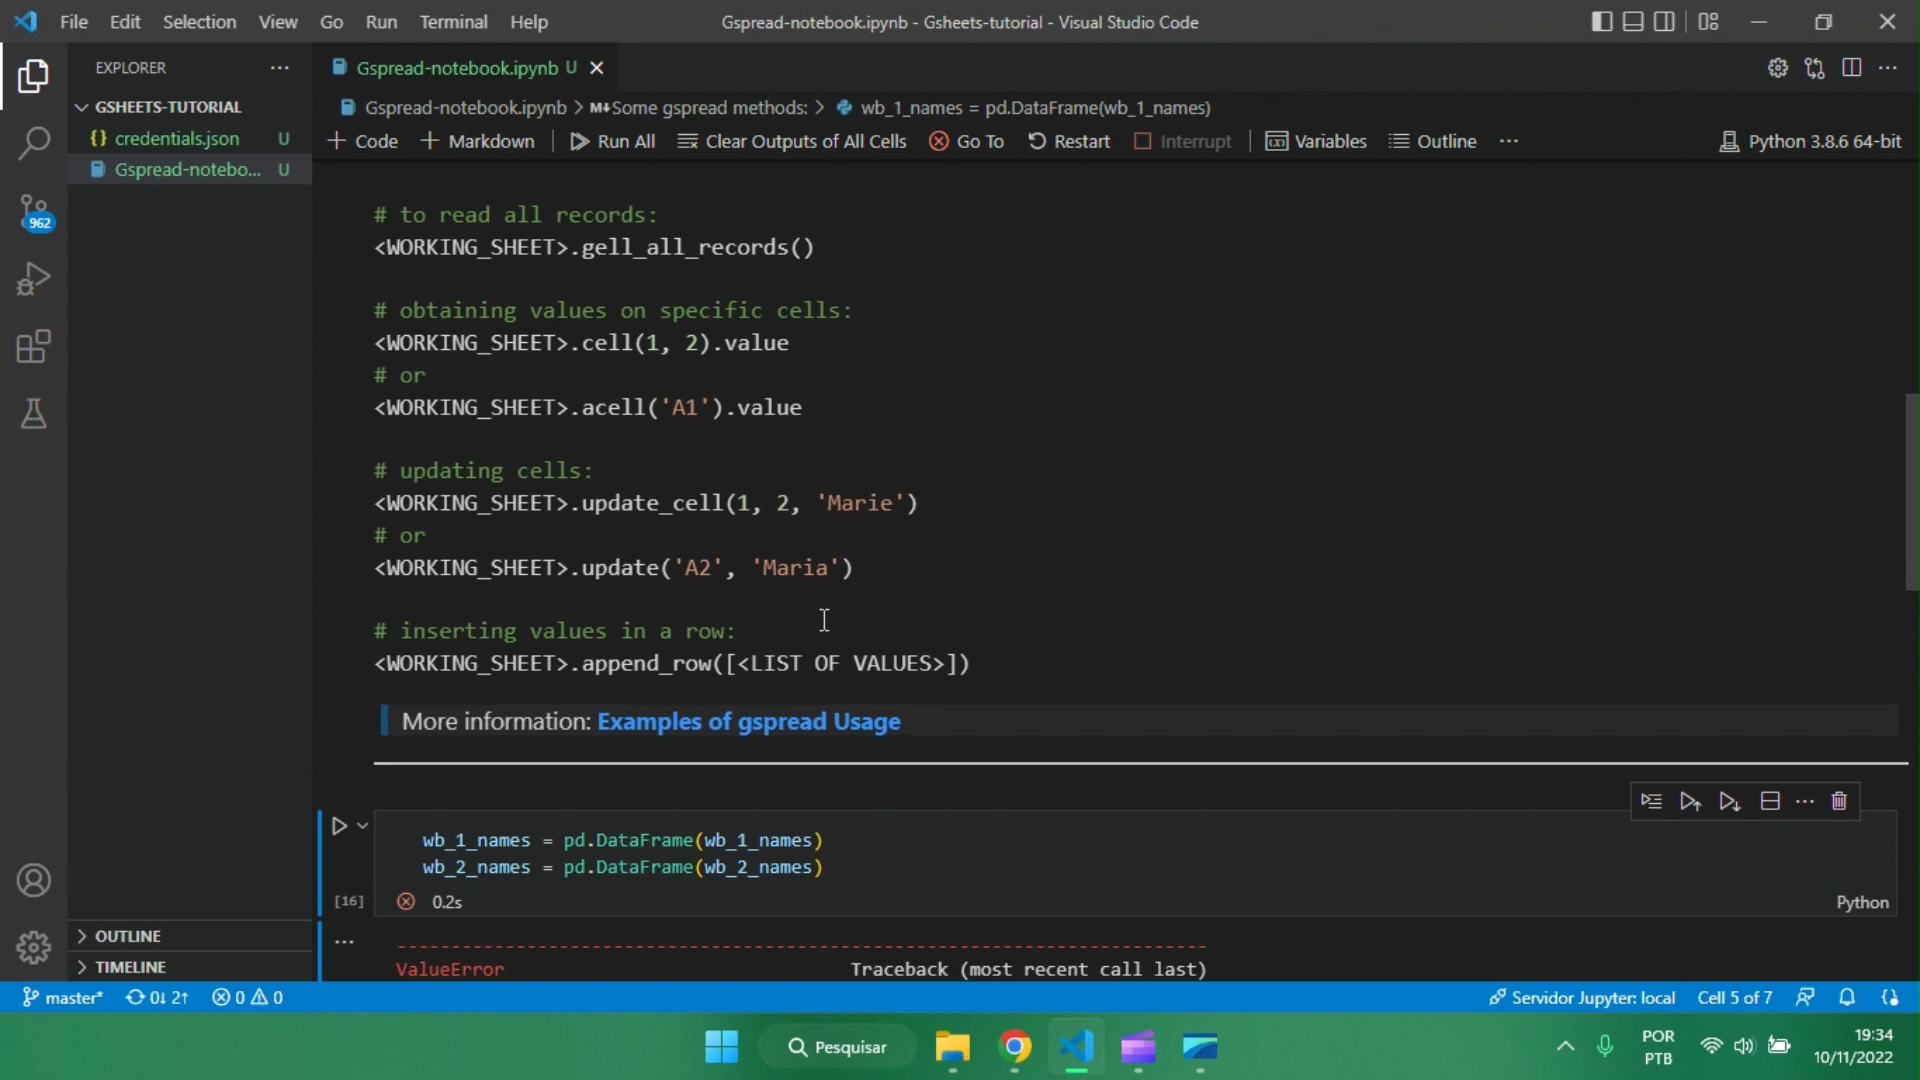 File Edit Selection View Go Run Terminal Help
Gspread-notebook.ipynb - Gsheets-tutorial - Visual Studio Code
EXPLORER
Gspread-notebook.ipynb U
GSHEETS-TUTORIAL
Gspread-notebook.ipynb > M↓Some gspread methods: > wb_1_names = pd.DataFrame(wb_1_names)
{} credentials.json U
Gspread-notebo... U
+ Code + Markdown Run All Clear Outputs of All Cells Go To Restart Interrupt Variables Outline ...
Python 3.8.6 64-bit
962
# to read all records:
<WORKING_SHEET>.gell_all_records()
# obtaining values on specific cells:
<WORKING_SHEET>.cell(1, 2).value
# or
<WORKING_SHEET>.acell('A1').value
# updating cells:
<WORKING_SHEET>.update_cell(1, 2, 'Marie')
# or
<WORKING_SHEET>.update('A2', 'Maria')
# inserting values in a row:
<WORKING_SHEET>.append_row([<LIST OF VALUES>])
More information: Examples of gspread Usage
wb_1_names = pd.DataFrame(wb_1_names)
wb_2_names = pd.DataFrame(wb_2_names)
[16] 0.2s
Python
---------------------------------------------------------------------------
ValueError Traceback (most recent call last)
OUTLINE
TIMELINE
master* 0↓ 2↑ 0 0
Servidor Jupyter: local Cell 5 of 7
Pesquisar
POR
PTB
19:34
10/11/2022